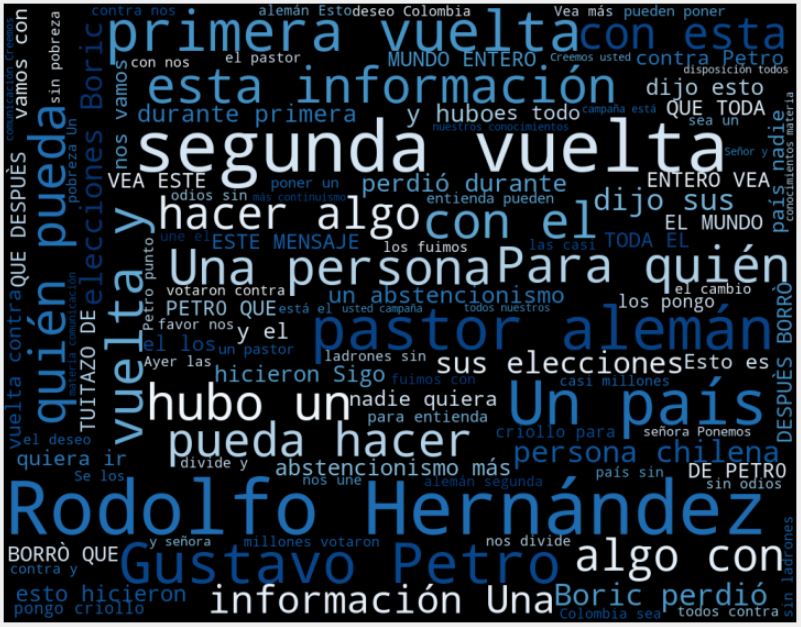 contra nos
alemán Esto
deseo Colombia
Vea más
pueden poner
primera vuelta
con esta
el pastor
con nos
MUNDO ENTERO
Creemos usted
contra Petro
disposición todos
esta información
dijo esto
durante primera
y huboes todo
QUE TODA
campaña está
nuestros conocimientos
sea un
segunda vuelta
Señor y
VEA ESTE
poner un
perdió durante
ENTERO VEA
odios sin
más continuismo
entienda pueden
dijo sus
hacer algo
con el
EL MUNDO
une el
ESTE MENSAJE
los fuimos
las casi
TODA EL
Una persona
Para quién
votaron contra
el cambio
un abstencionismo
los pongo
PETRO QUE
está el
usted campaña
todos nuestros
favor nos
y el
pastor alemán
el los
un pastor
Ayer las
ladrones sin
sus elecciones
Esto es
hicieron Sigo
fuimos con
casi millones
hubo un
nadie quiera
Un país
para entienda
criollo para
señora Ponemos
el deseo
pueda hacer
persona chilena
quiera ir
divide y
abstencionismo más
país sin
DE PETRO
Se los
nos une
alemán segunda
sin odios
Rodolfo Hernández
BORRÒ QUE
y señora
millones votaron
nos divide
contra y
Gustavo Petro
algo con
esto hicieron
información Una
Boric perdió
pongo criollo
Colombia sea
todos contra
comunicación Creemos
vamos con
sin pobreza
elecciones Boric
nos vamos
QUE DESPUÈS
quién pueda
pobreza Un
país nadie
conocimientos materia
vuelta y
Petro punto
vuelta contra
materia comunicación
TUITAZO DE
DESPUÈS BORRÒ
sin ladrones